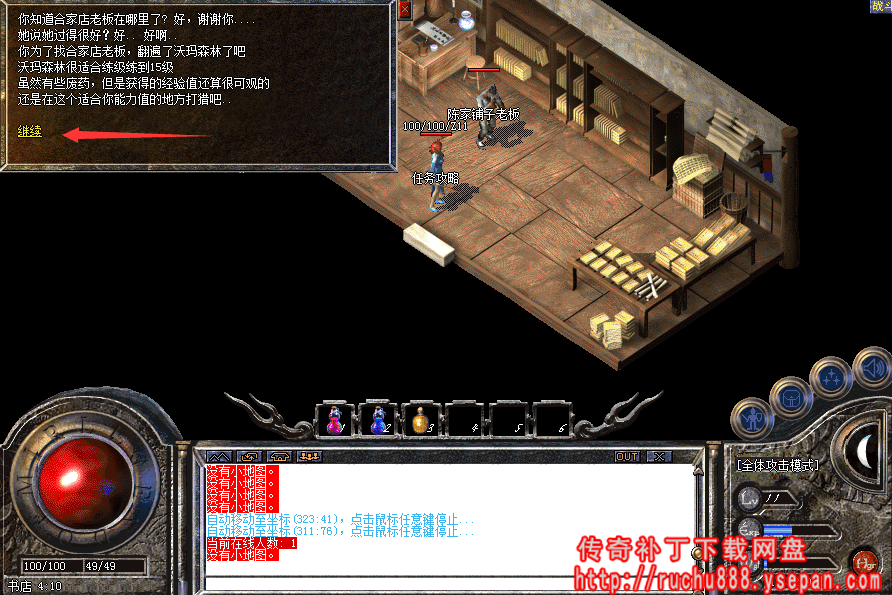 你知道合家店老板在哪里了？好，谢谢你....
她说她过得很好？好.. 好啊..
你为了找合家店老板，翻遍了沃玛森林了吧
沃玛森林很适合练级练到15级
虽然有些废药，但是获得的经验值还算很可观的
还是在这个适合你能力值的地方打猎吧..
继续
陈家铺子老板
100/100/Z11
任务攻略
1
2
3
4
5
6
OUT
没有小地图。
没有小地图。
没有小地图。
没有小地图。
自动移动至坐标(323:41)，点击鼠标任意键停止...
自动移动至坐标(311:76)，点击鼠标任意键停止...
当前在线人数: 1
没有小地图。
[全体攻击模式]
Lv 11
100/100 49/49
书店 4:10
传奇补丁下载网盘
http://ruchu888.ysepan.com/